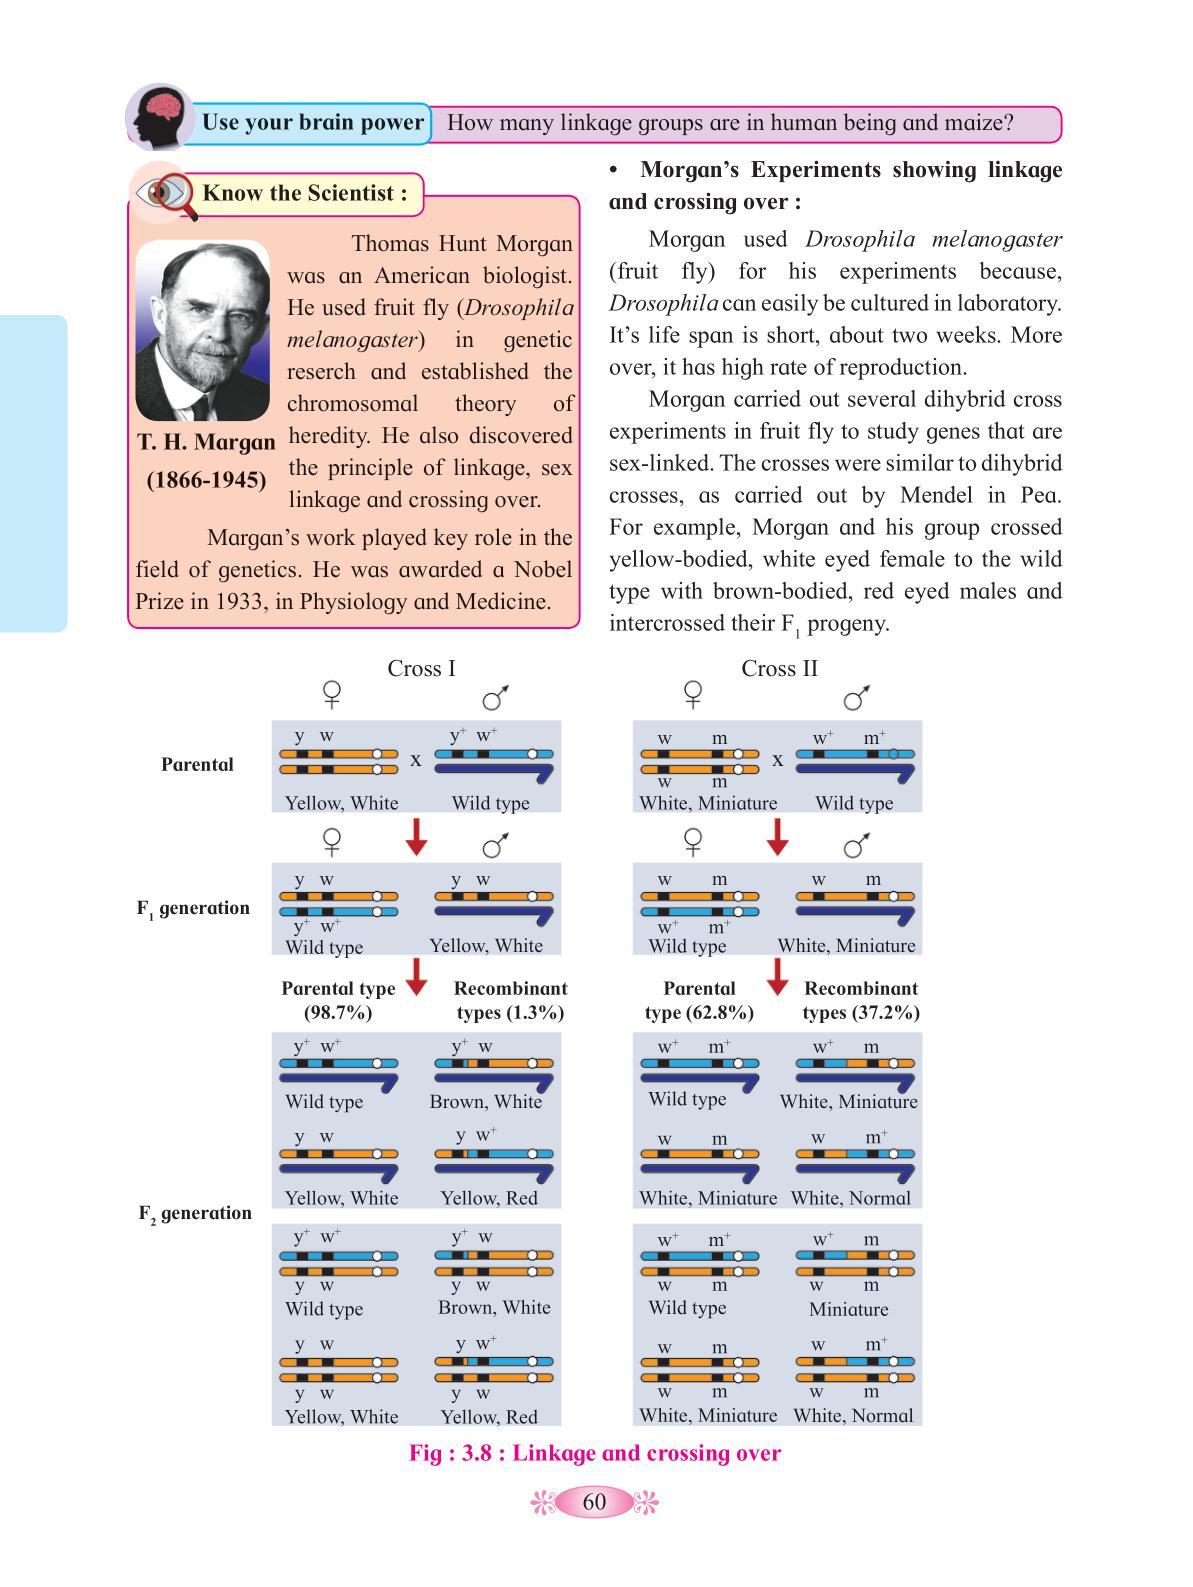 Use your brain power
How many linkage groups are in human being and maize?
Know the Scientist :
Thomas Hunt Morgan
was an American biologist.
He used fruit fly (Drosophila
melanogaster) in genetic
reserch and established the
chromosomal theory of
heredity. He also discovered
the principle of linkage, sex
linkage and crossing over.
T. H. Margan
(1866-1945)
Margan's work played key role in the
field of genetics. He was awarded a Nobel
Prize in 1933, in Physiology and Medicine.
• Morgan's Experiments showing linkage
and crossing over :
Morgan used Drosophila melanogaster
(fruit fly) for his experiments because,
Drosophila can easily be cultured in laboratory.
It's life span is short, about two weeks. More
over, it has high rate of reproduction.
Morgan carried out several dihybrid cross
experiments in fruit fly to study genes that are
sex-linked. The crosses were similar to dihybrid
crosses, as carried out by Mendel in Pea.
For example, Morgan and his group crossed
yellow-bodied, white eyed female to the wild
type with brown-bodied, red eyed males and
intercrossed their F1 progeny.
Cross I
Cross II
♀ ♂ ♀ ♂
Parental
y w
y+ w+
x
Yellow, White
Wild type
w m
w m
w+ m+
x
White, Miniature
Wild type
♀ ♂ ♀ ♂
F1 generation
y w
y+ w+
Wild type
y w
Yellow, White
w m
w+ m+
Wild type
w m
White, Miniature
Parental type
(98.7%)
Recombinant
types (1.3%)
Parental
type (62.8%)
Recombinant
types (37.2%)
F2 generation
y+ w+
Wild type
y+ w
Brown, White
w+ m+
Wild type
w+ m
White, Miniature
y w
Yellow, White
y w+
Yellow, Red
w m
White, Miniature
w m+
White, Normal
y+ w+
y w
Wild type
y+ w
y w
Brown, White
w+ m+
w m
Wild type
w+ m
w m
Miniature
y w
y w
Yellow, White
y w+
y w
Yellow, Red
w m
w m
White, Miniature
w m+
w m
White, Normal
Fig : 3.8 : Linkage and crossing over
60